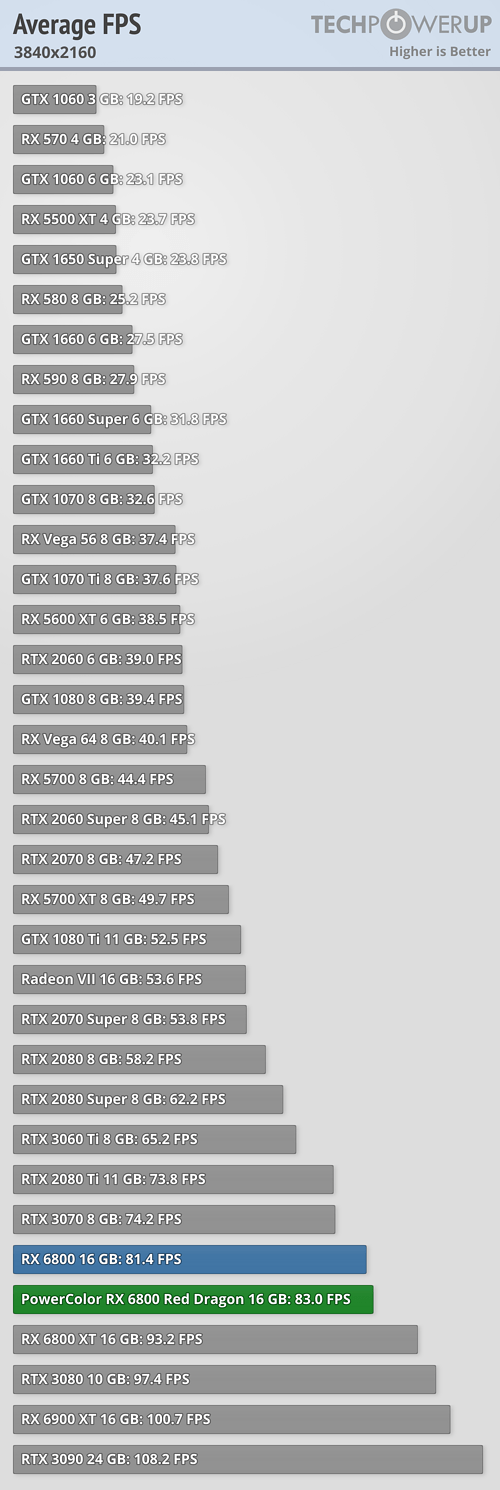 Average FPS
TECHPOWERUP
3840x2160
Higher is Better
GTX 1060 3 GB: 19.2 FPS
RX 570 4 GB: 21.0 FPS
GTX 1060 6 GB: 23.1 FPS
RX 5500 XT 4 GB: 23.7 FPS
GTX 1650 Super 4 GB: 23.8 FPS
RX 580 8 GB: 25.2 FPS
GTX 1660 6 GB: 27.5 FPS
RX 590 8 GB: 27.9 FPS
GTX 1660 Super 6 GB: 31.8 FPS
GTX 1660 Ti 6 GB: 32.2 FPS
GTX 1070 8 GB: 32.6 FPS
RX Vega 56 8 GB: 37.4 FPS
GTX 1070 Ti 8 GB: 37.6 FPS
RX 5600 XT 6 GB: 38.5 FPS
RTX 2060 6 GB: 39.0 FPS
GTX 1080 8 GB: 39.4 FPS
RX Vega 64 8 GB: 40.1 FPS
RX 5700 8 GB: 44.4 FPS
RTX 2060 Super 8 GB: 45.1 FPS
RTX 2070 8 GB: 47.2 FPS
RX 5700 XT 8 GB: 49.7 FPS
GTX 1080 Ti 11 GB: 52.5 FPS
Radeon VII 16 GB: 53.6 FPS
RTX 2070 Super 8 GB: 53.8 FPS
RTX 2080 8 GB: 58.2 FPS
RTX 2080 Super 8 GB: 62.2 FPS
RTX 3060 Ti 8 GB: 65.2 FPS
RTX 2080 Ti 11 GB: 73.8 FPS
RTX 3070 8 GB: 74.2 FPS
RX 6800 16 GB: 81.4 FPS
PowerColor RX 6800 Red Dragon 16 GB: 83.0 FPS
RX 6800 XT 16 GB: 93.2 FPS
RTX 3080 10 GB: 97.4 FPS
RX 6900 XT 16 GB: 100.7 FPS
RTX 3090 24 GB: 108.2 FPS